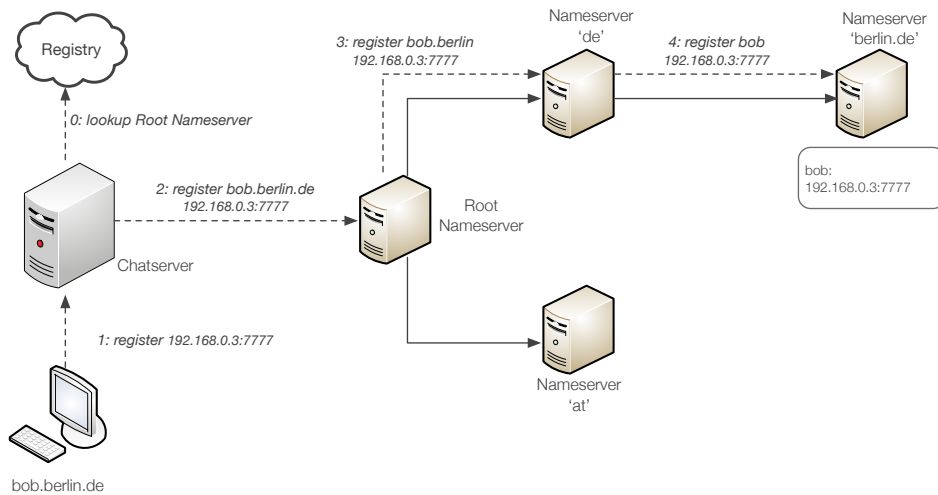 Registry
0: lookup Root Nameserver
Chatserver
1: register 192.168.0.3:7777
bob.berlin.de
2: register bob.berlin.de
192.168.0.3:7777
Root
Nameserver
3: register bob.berlin
192.168.0.3:7777
Nameserver
‘de’
4: register bob
192.168.0.3:7777
Nameserver
‘berlin.de’
bob:
192.168.0.3:7777
Nameserver
‘at’